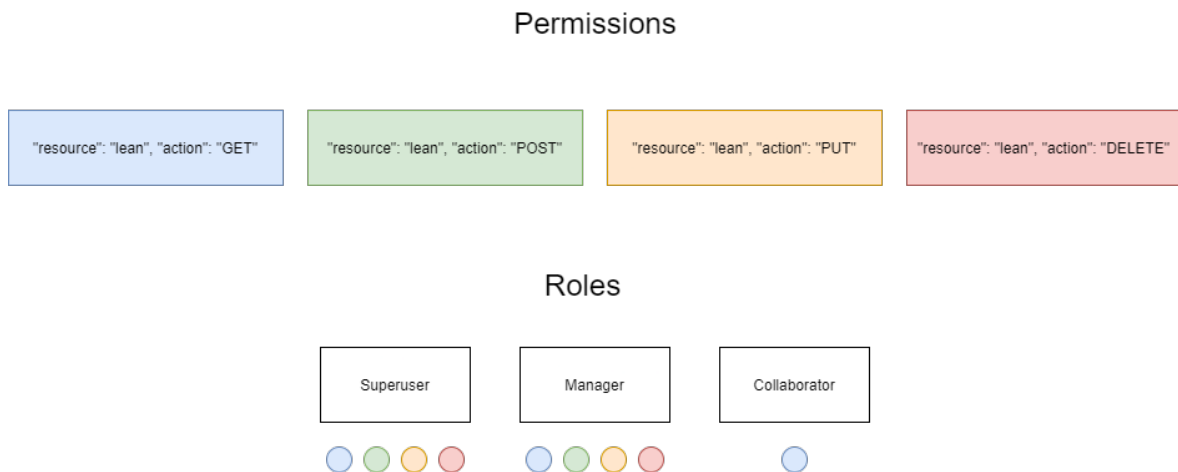 Permissions
"resource": "lean", "action": "GET"
"resource": "lean", "action": "POST"
"resource": "lean", "action": "PUT"
"resource": "lean", "action": "DELETE"
Roles
Superuser
Manager
Collaborator